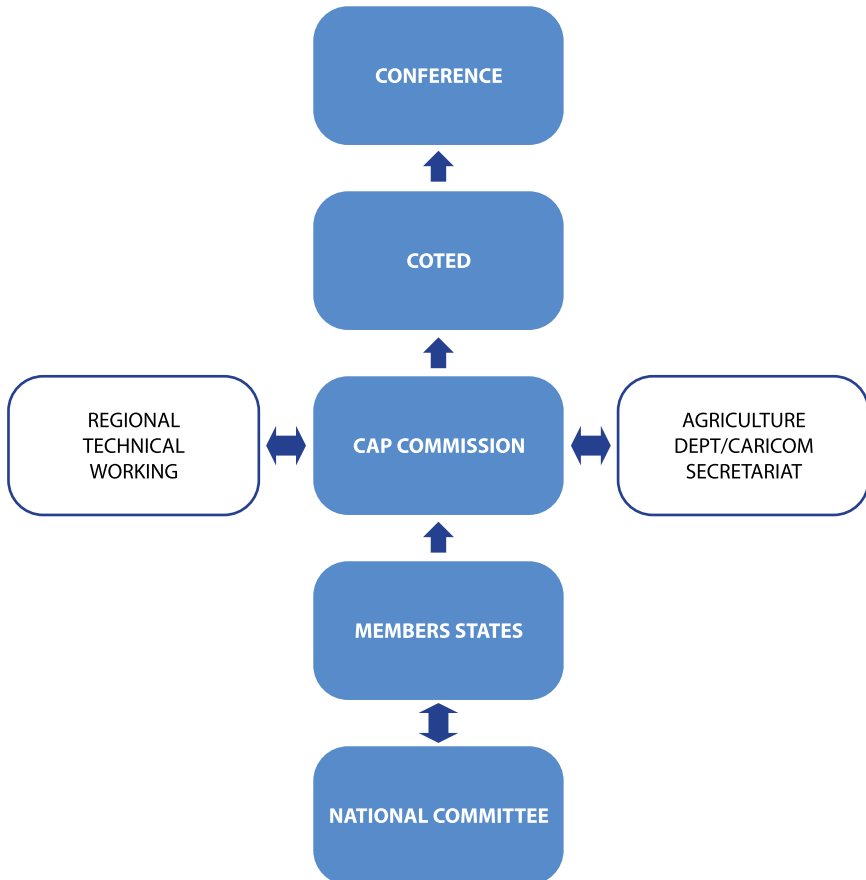 CONFERENCE
COTED
REGIONAL
TECHNICAL
WORKING
CAP COMMISSION
AGRICULTURE
DEPT/CARICOM
SECRETARIAT
MEMBERS STATES
NATIONAL COMMITTEE